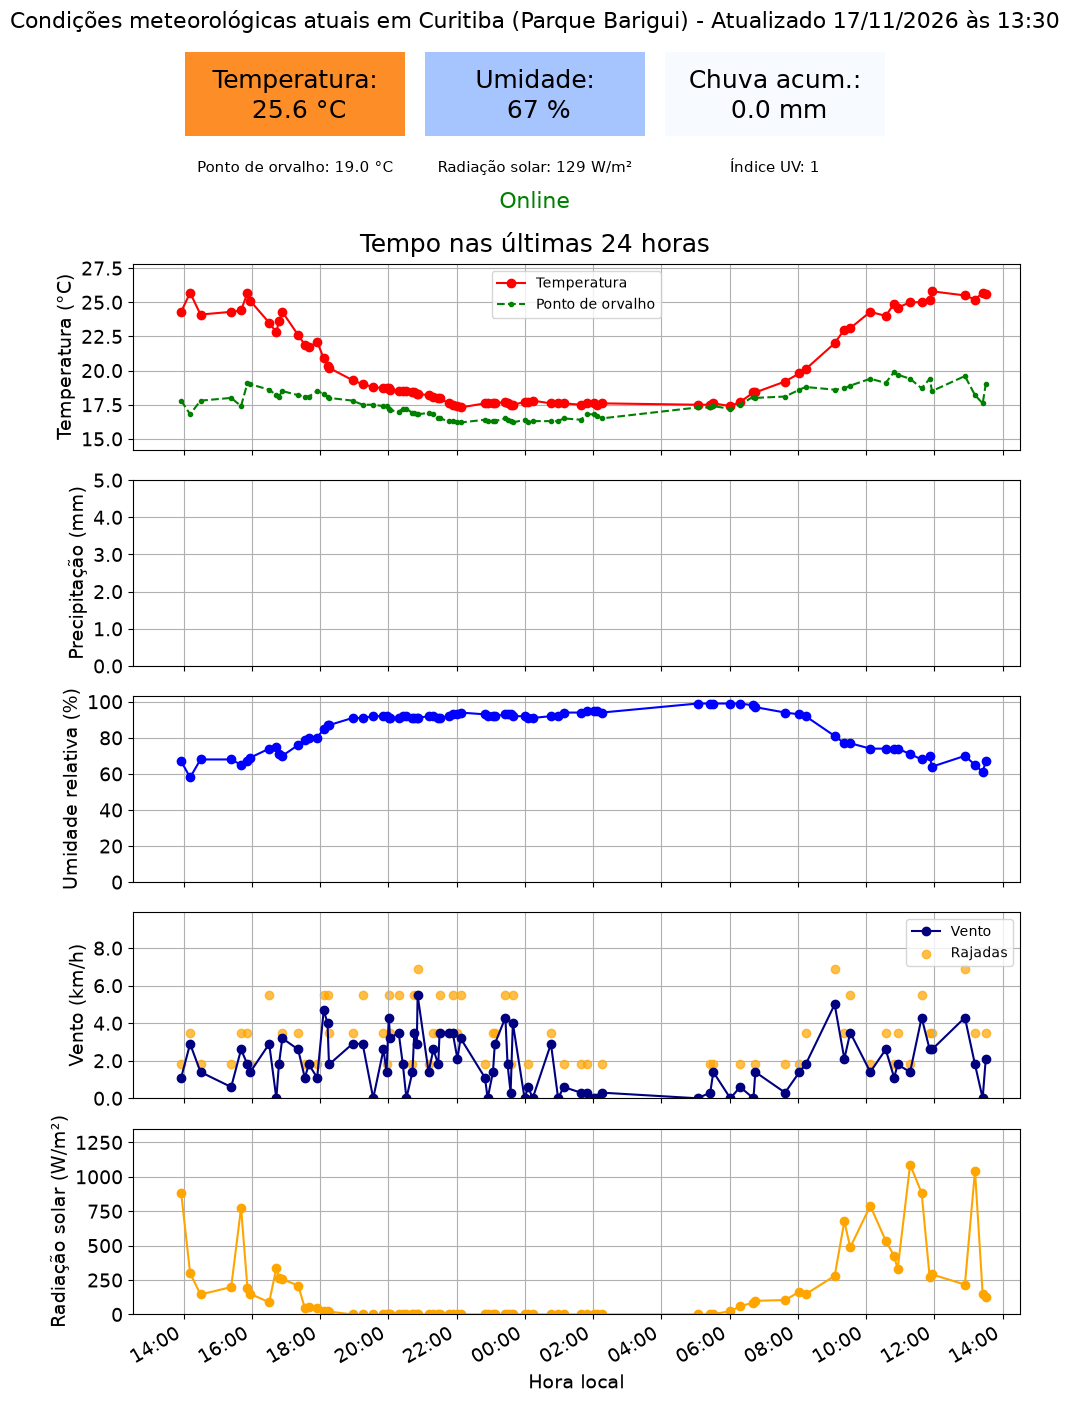 Condições meteorológicas atuais em Curitiba (Parque Barigui) - Atualizado 17/11/2026 às 13:30
Temperatura:
25.6 °C
Umidade:
67 %
Chuva acum.:
0.0 mm
Ponto de orvalho: 19.0 °C
Radiação solar: 129 W/m²
Índice UV: 1
Online
Tempo nas últimas 24 horas
Temperatura (°C)
27.5
25.0
22.5
20.0
17.5
15.0
Temperatura
Ponto de orvalho
Precipitação (mm)
5.0
4.0
3.0
2.0
1.0
0.0
Umidade relativa (%)
100
80
60
40
20
0
Vento (km/h)
8.0
6.0
4.0
2.0
0.0
Vento
Rajadas
Radiação solar (W/m²)
1250
1000
750
500
250
0
14:00
16:00
18:00
20:00
22:00
00:00
02:00
04:00
06:00
08:00
10:00
12:00
14:00
Hora local